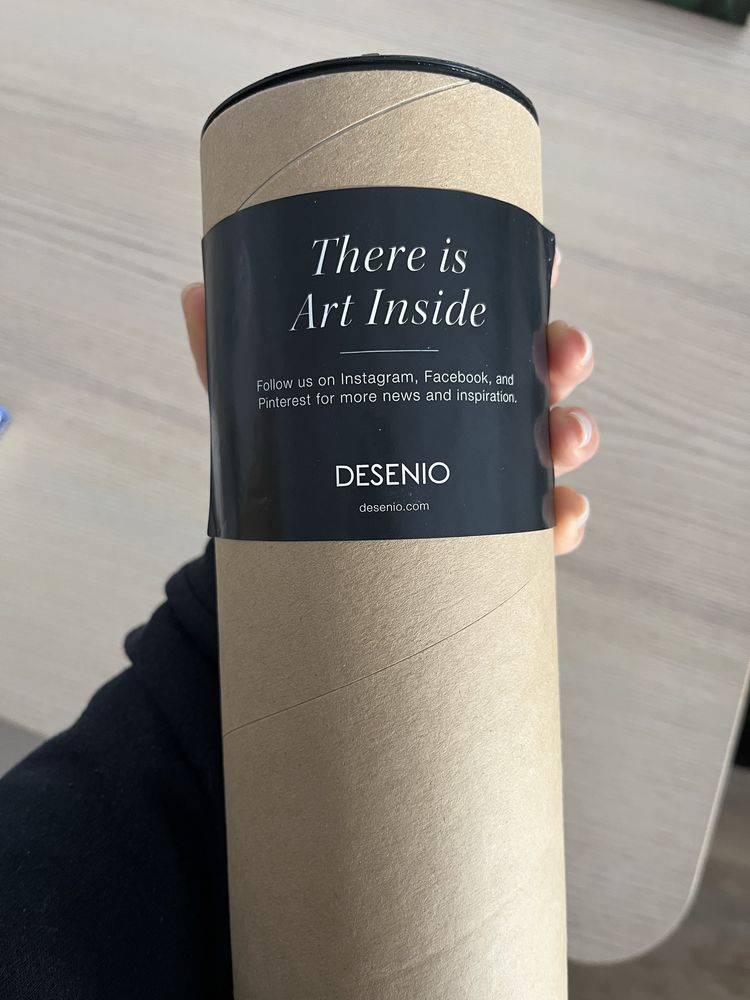 There is
Art Inside
Follow us on Instagram, Facebook, and
Pinterest for more news and inspiration.
DESENIO
desenio.com